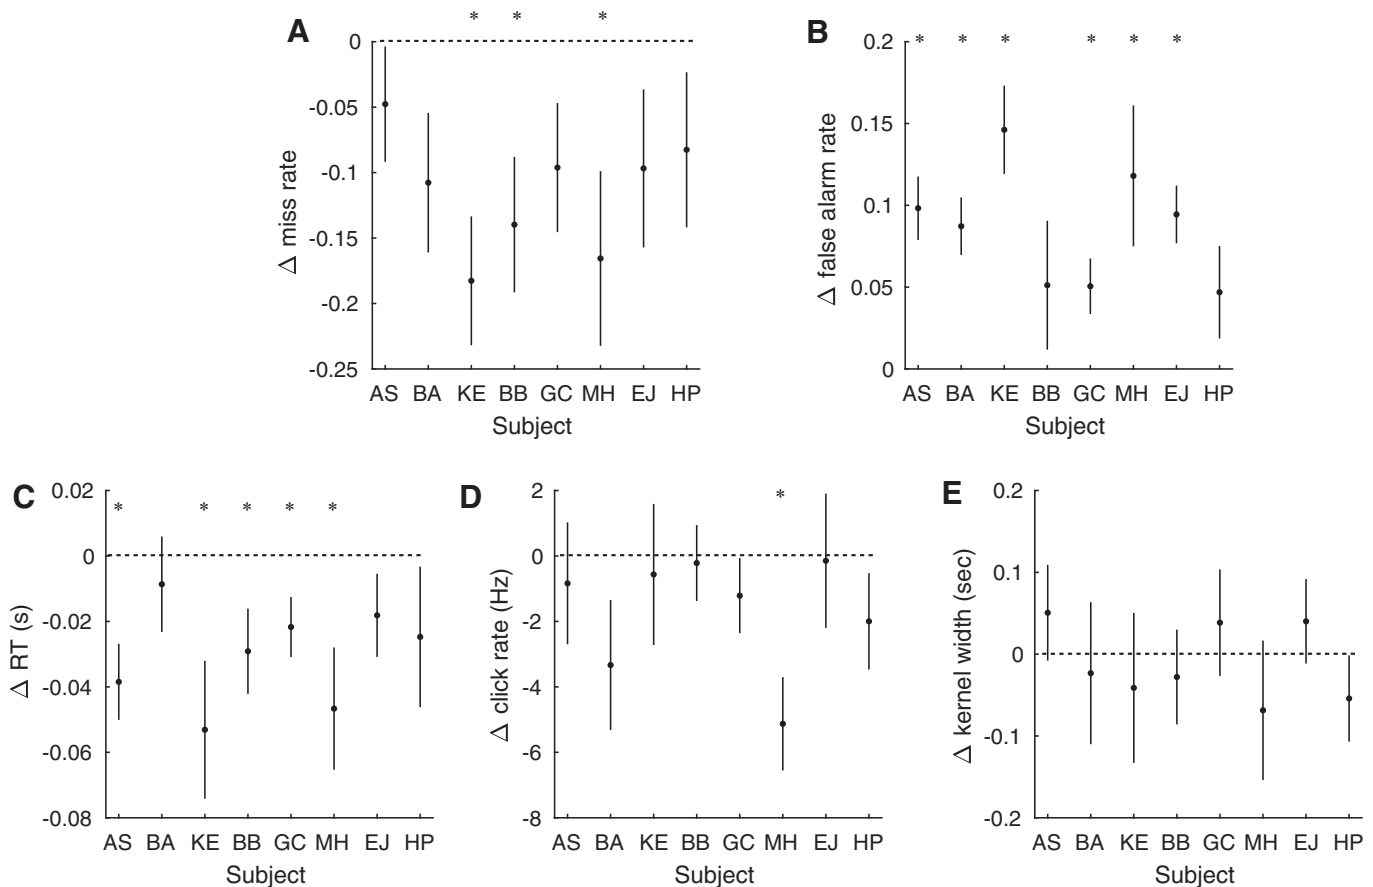 A
* * *
0
-0.05
-0.1
-0.15
-0.2
-0.25
Δ miss rate
AS BA KE BB GC MH EJ HP
Subject
B
* * * * * *
0.2
0.15
0.1
0.05
0
Δ false alarm rate
AS BA KE BB GC MH EJ HP
Subject
C
* * * * *
0.02
0
-0.02
-0.04
-0.06
-0.08
Δ RT (s)
AS BA KE BB GC MH EJ HP
Subject
D
*
2
0
-2
-4
-6
-8
Δ click rate (Hz)
AS BA KE BB GC MH EJ HP
Subject
E
0.2
0.1
0
-0.1
-0.2
Δ kernel width (sec)
AS BA KE BB GC MH EJ HP
Subject